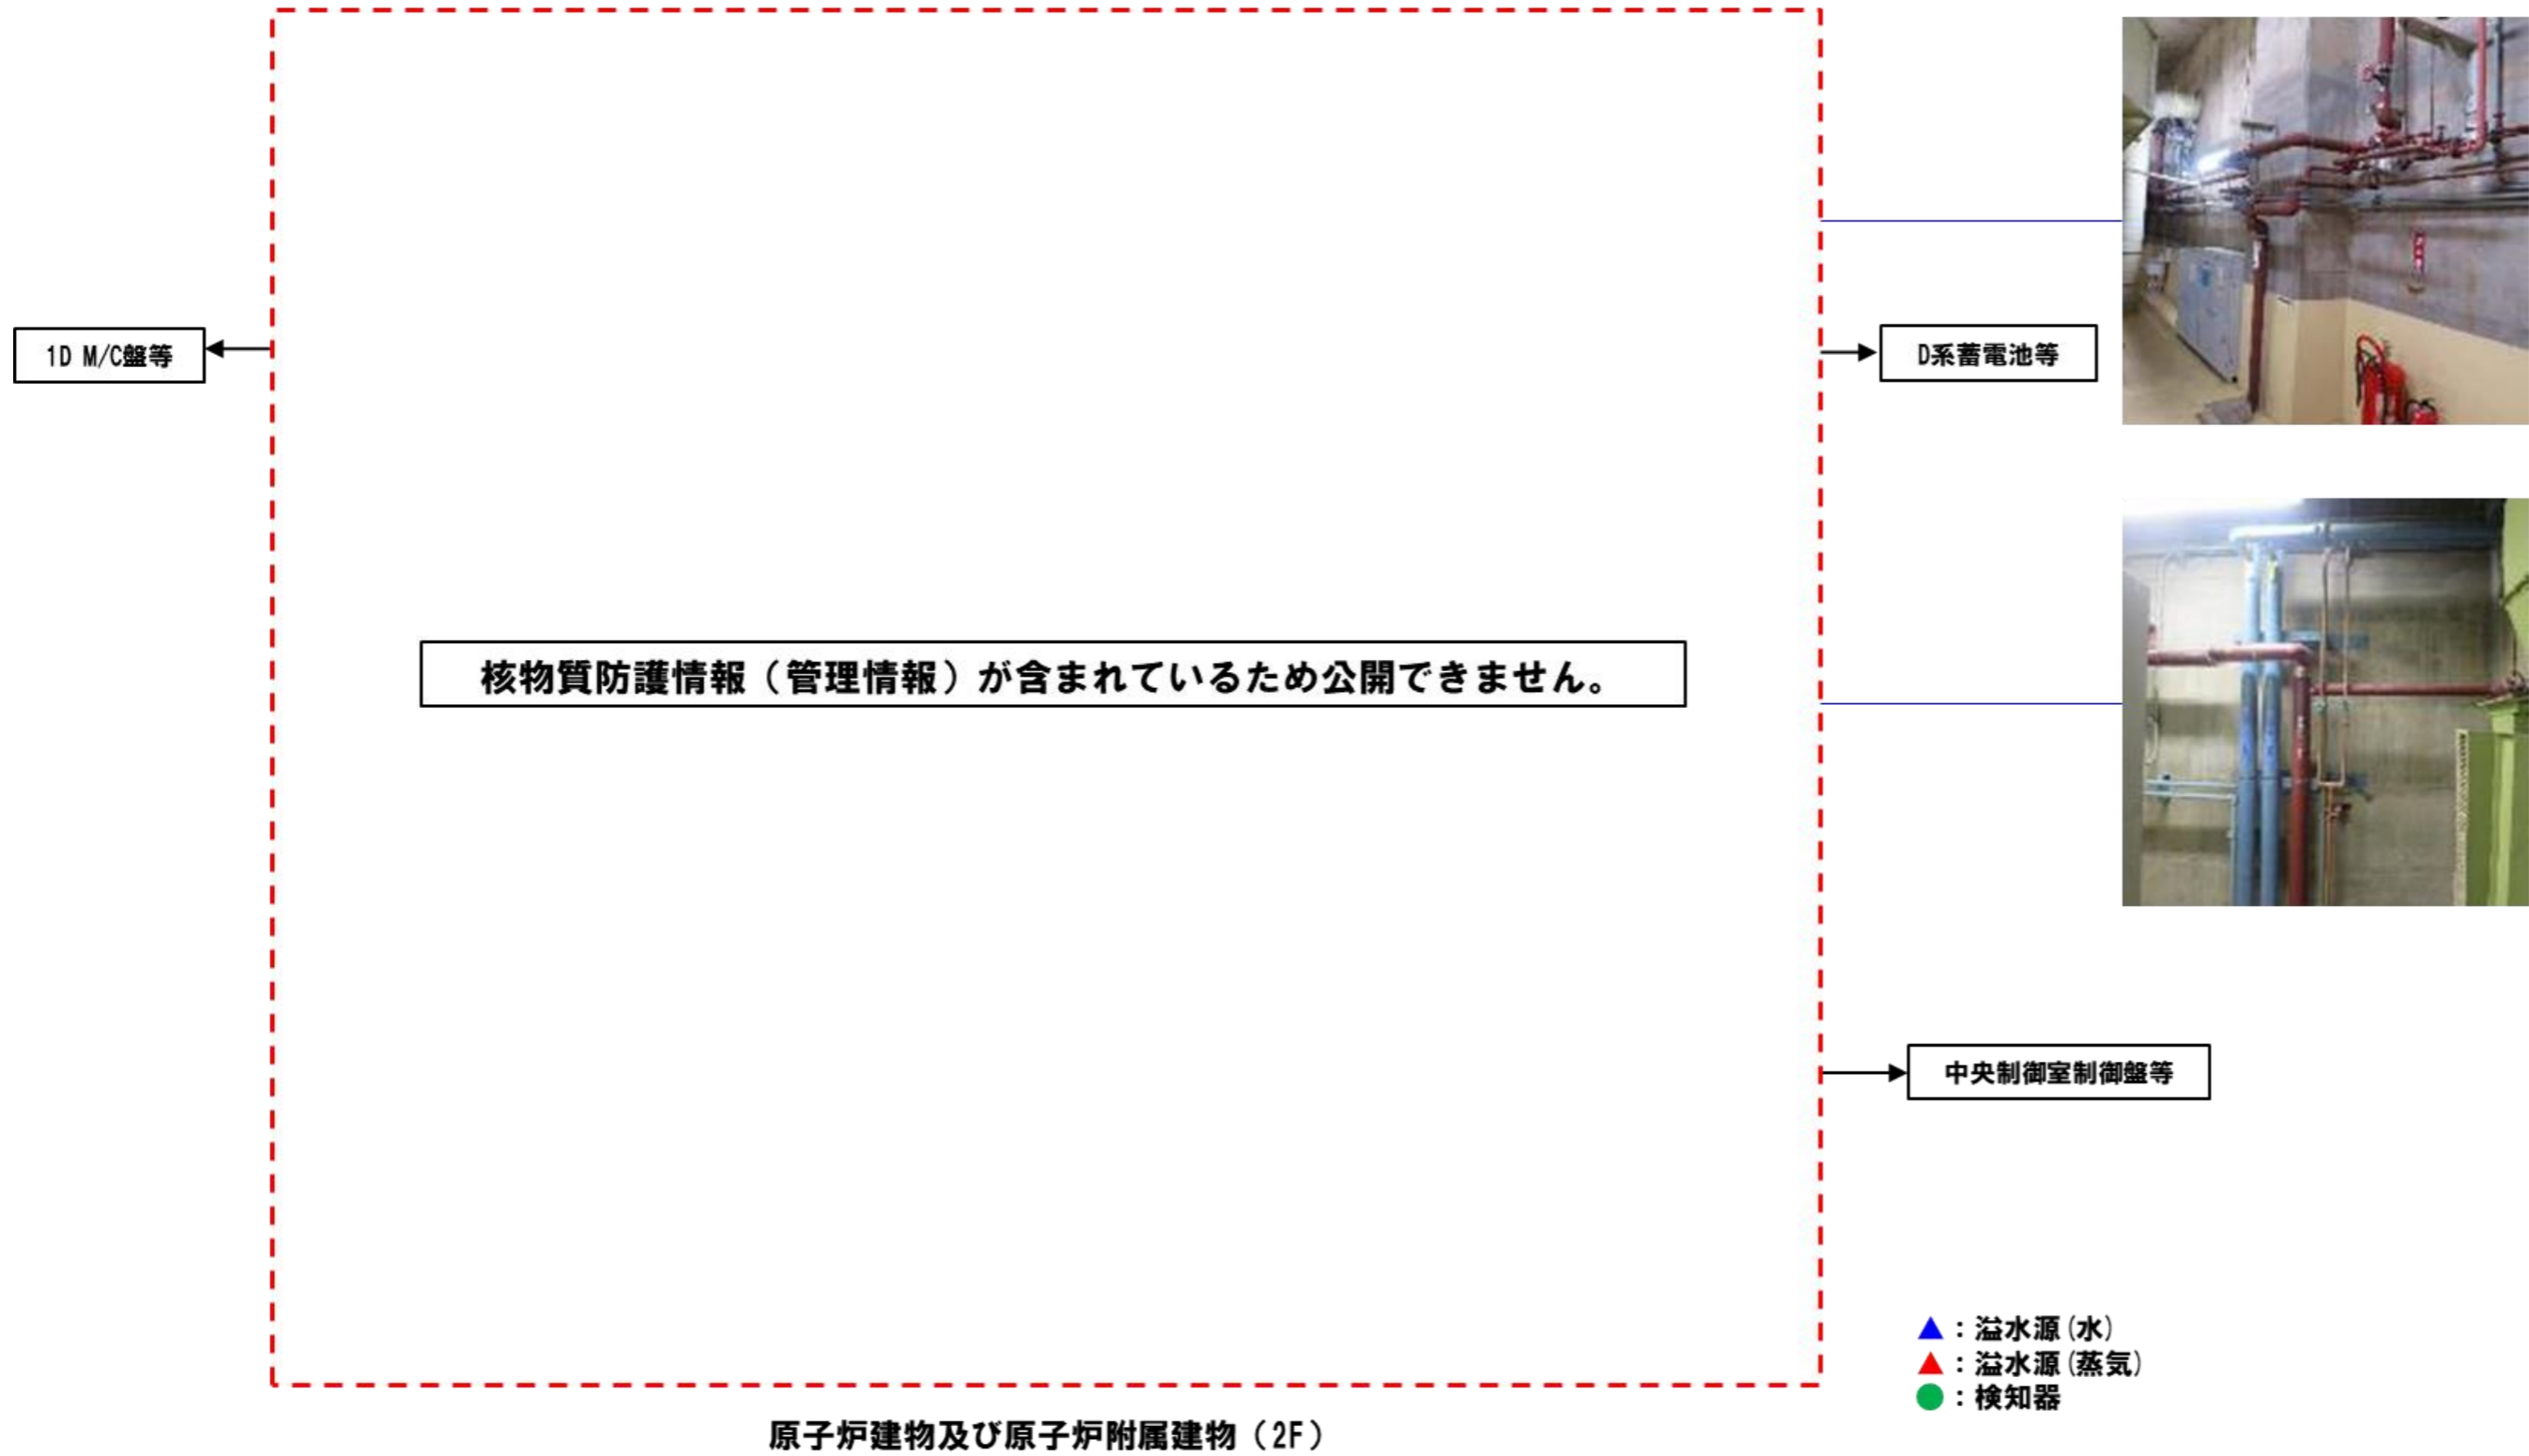 1D M/C盤等
D系蓄電池等
核物質防護情報（管理情報）が含まれているため公開できません。
中央制御室制御盤等
▲：溢水源(水)
▲：溢水源(蒸気)
●：検知器
原子炉建物及び原子炉附属建物（2F）